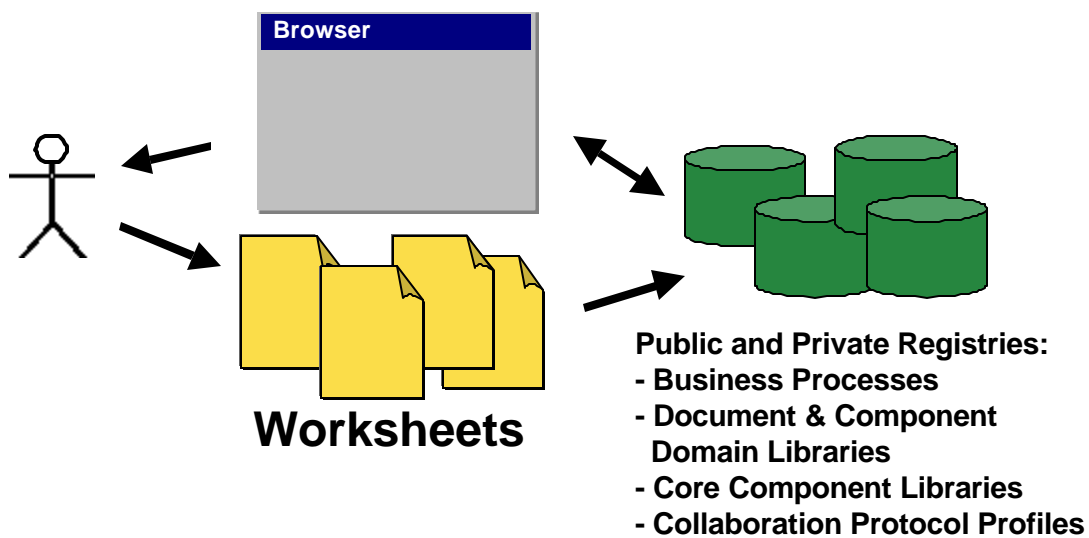 Browser
Worksheets
Public and Private Registries:
- Business Processes
- Document & Component
Domain Libraries
- Core Component Libraries
- Collaboration Protocol Profiles